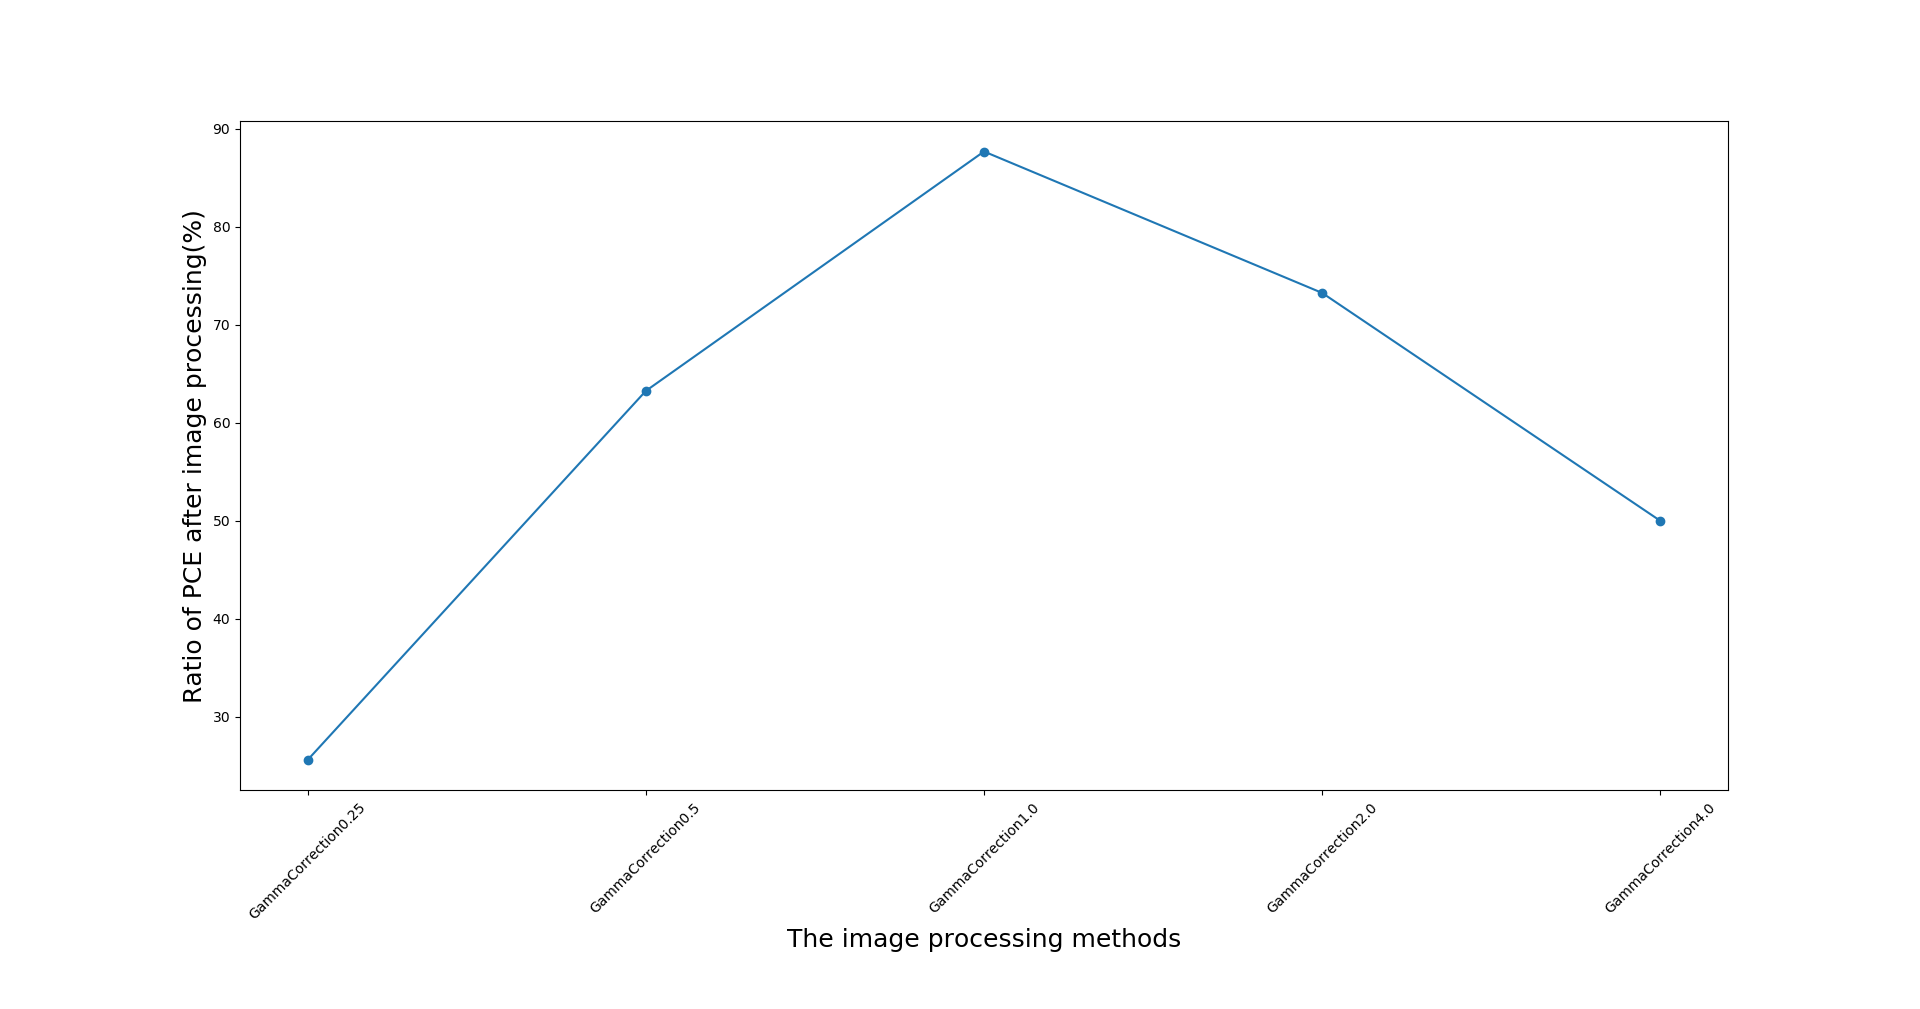 Ratio of PCE after image processing(%)
90
80
70
60
50
40
30
GammaCorrection0.25
GammaCorrection0.5
GammaCorrection1.0
GammaCorrection2.0
GammaCorrection4.0
The image processing methods